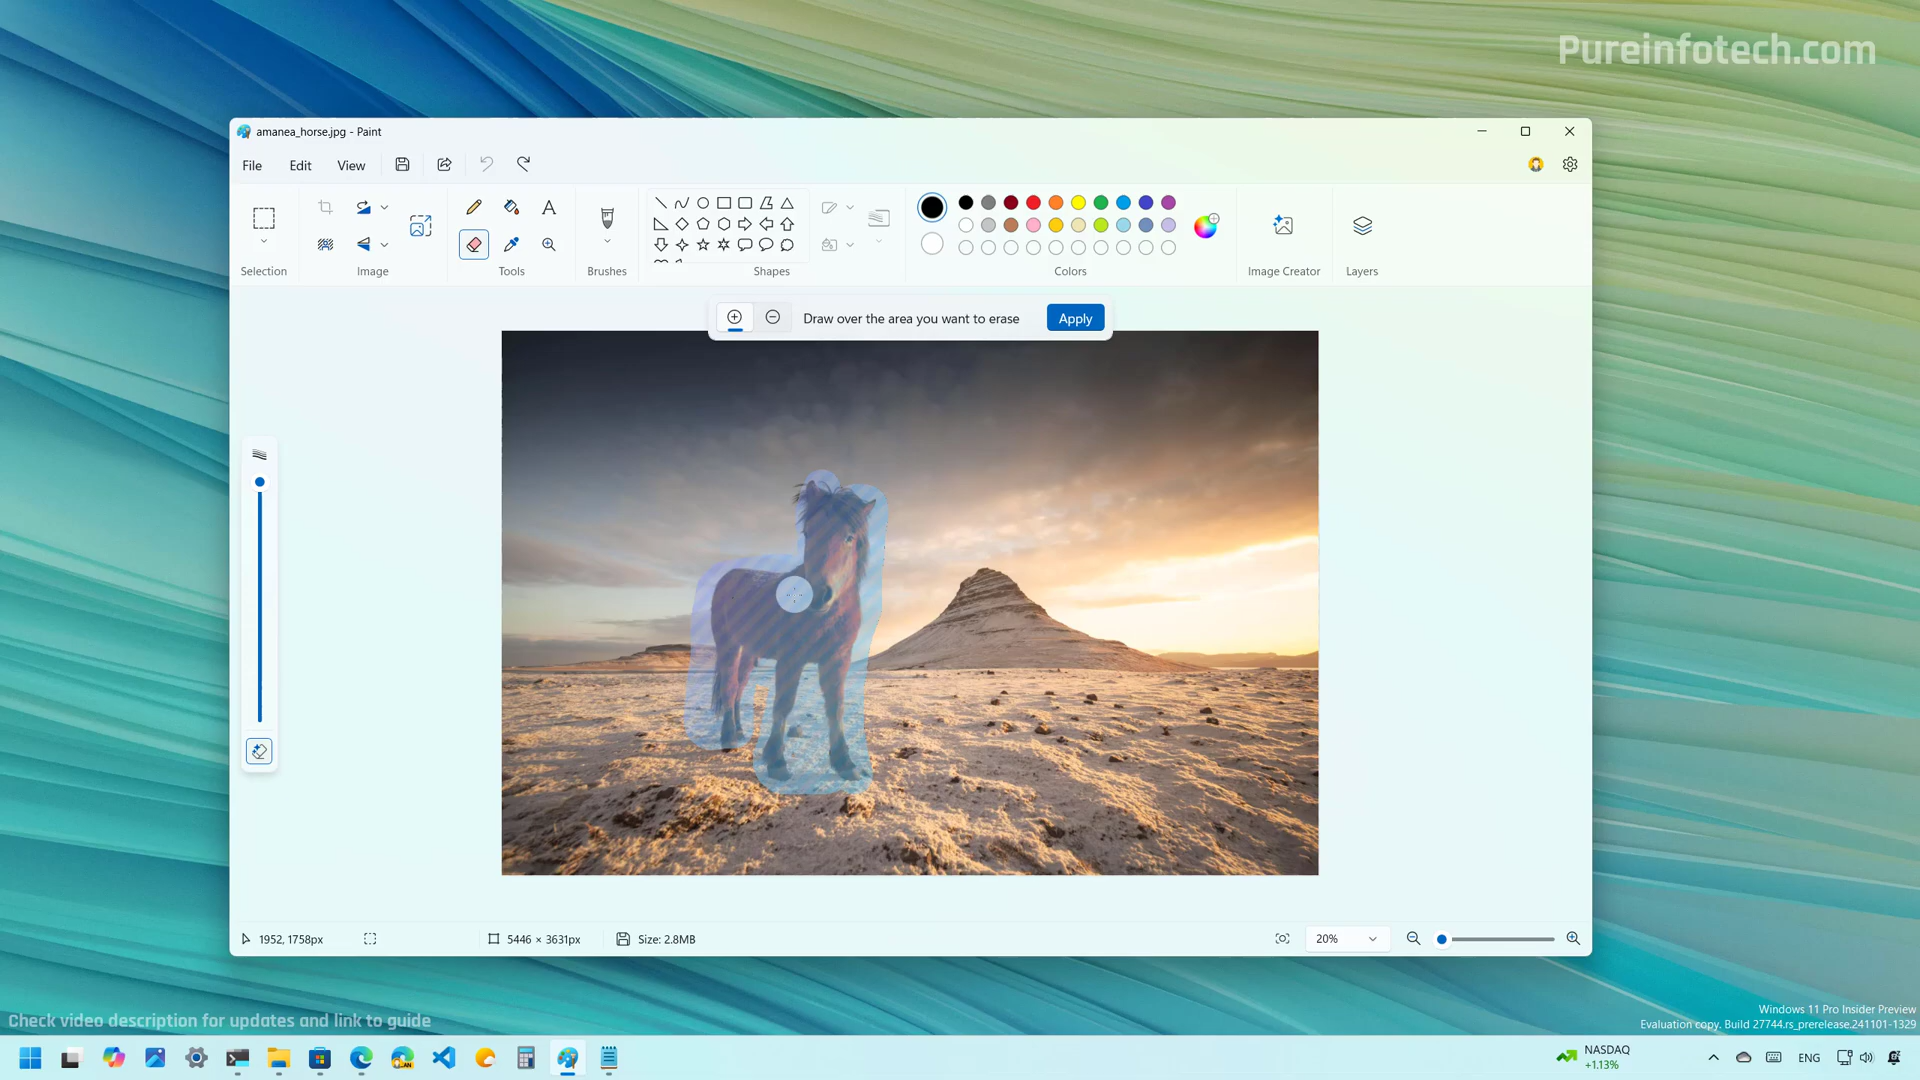 Pureinfotech.com
amanea_horse.jpg - Paint
File Edit View
Selection Image Tools Brushes Shapes Colors Image Creator Layers
Draw over the area you want to erase Apply
1952, 1758px 5446 × 3631px Size: 2.8MB 20%
Windows 11 Pro Insider Preview
Check video description for updates and link to guide
Evaluation copy. Build 27744.rs_prerelease.241101-1329
NASDAQ
+1.13%
ENG